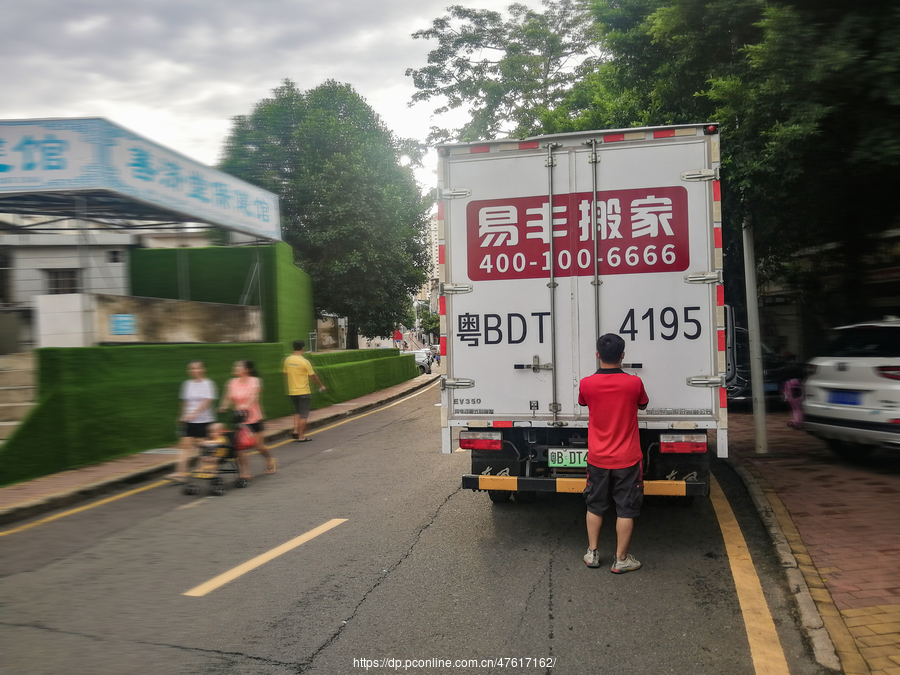 易丰搬家
400-100-6666
粤BDT 4195
EV350
粤B DT4
https://dp.pconline.com.cn/47617162/